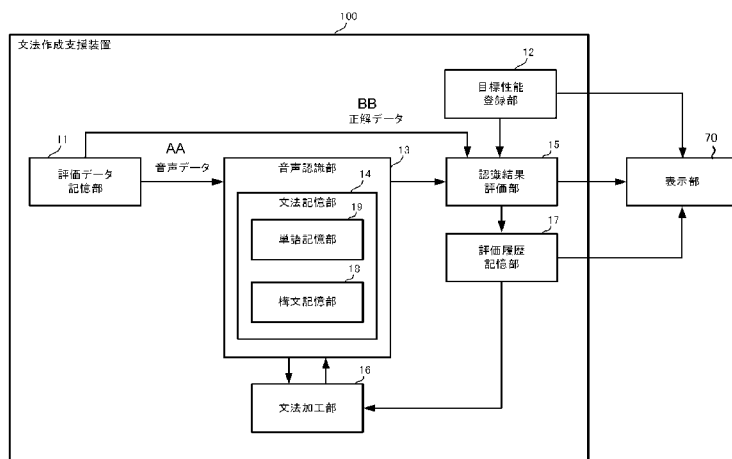 100
文法作成支援装置
12
目標性能
登録部
BB
正解データ
11
AA
音声データ
13
15
70
評価データ
記憶部
音声認識部
認識結果
評価部
表示部
14
文法記憶部
19
単語記憶部
17
評価履歴
記憶部
18
構文記憶部
16
文法加工部